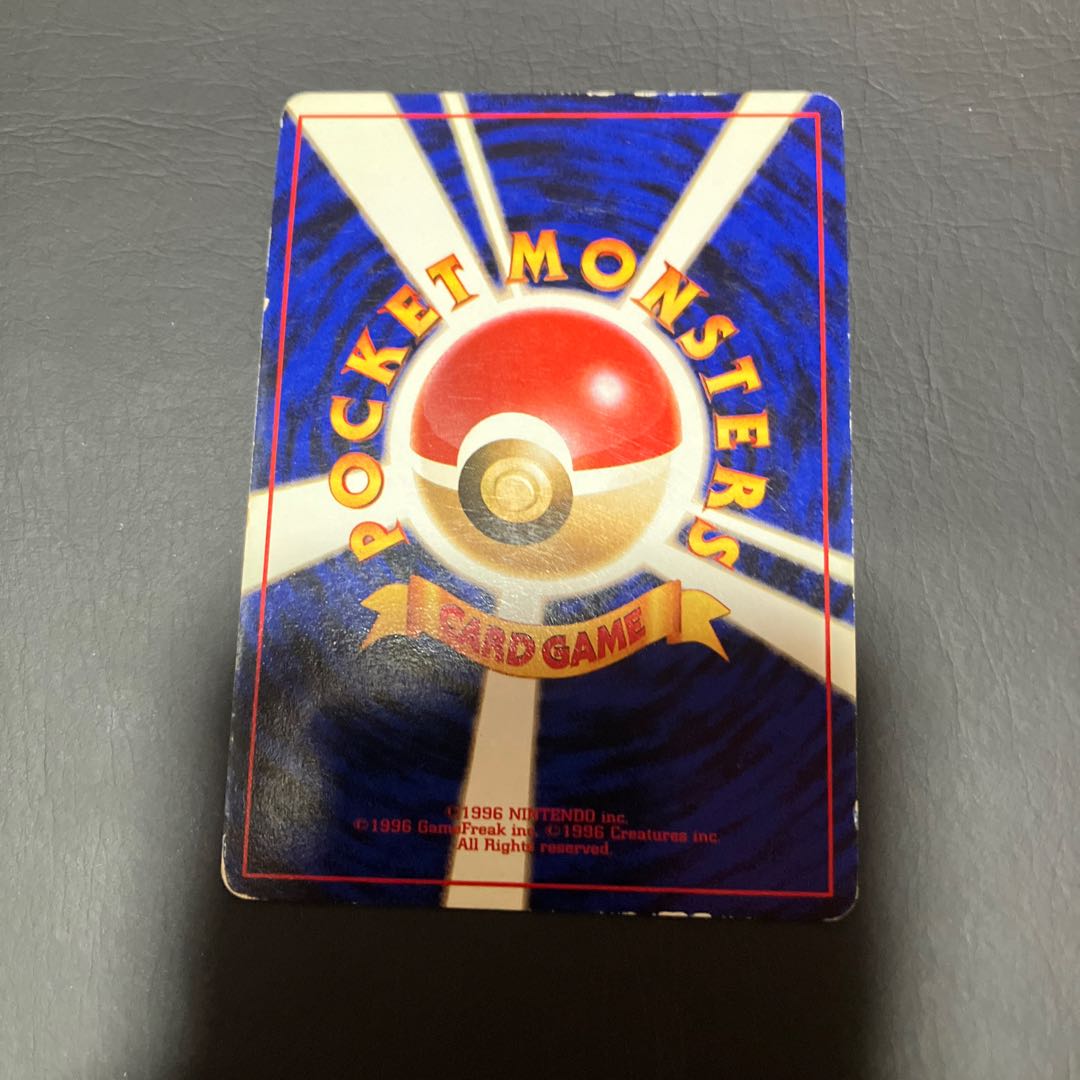 POCKET MONSTERS
CARD GAME
©1996 NINTENDO inc.
©1996 GameFreak inc. ©1996 Creatures inc.
All Rights reserved.